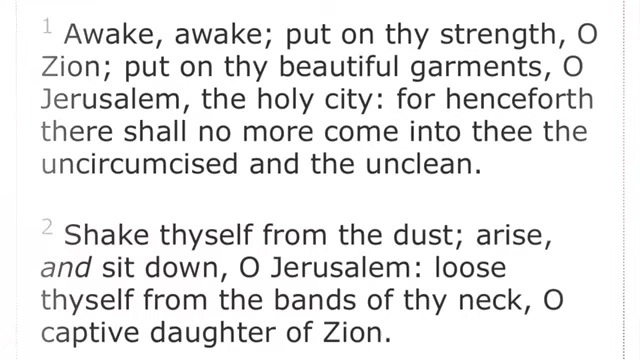 1 Awake, awake; put on thy strength, O
Zion; put on thy beautiful garments, O
Jerusalem, the holy city: for henceforth
there shall no more come into thee the
uncircumcised and the unclean.
2 Shake thyself from the dust; arise,
and sit down, O Jerusalem: loose
thyself from the bands of thy neck, O
captive daughter of Zion.